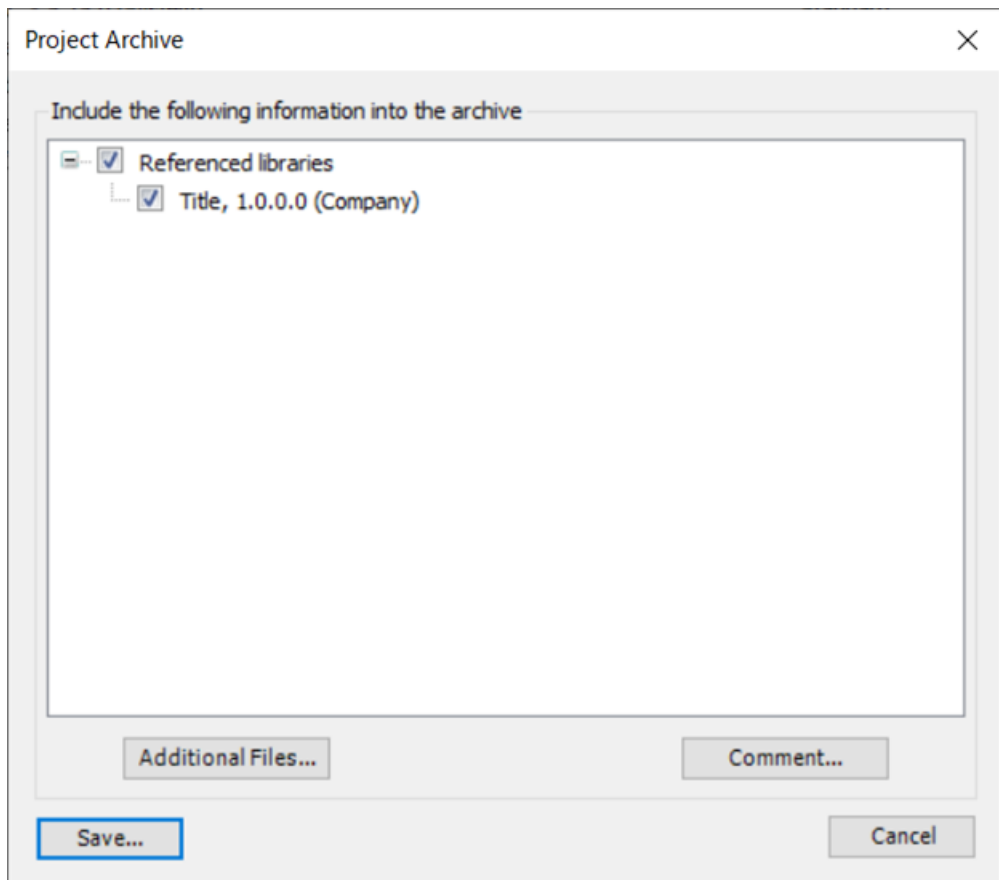 Project Archive
Include the following information into the archive
Referenced libraries
Title, 1.0.0.0 (Company)
Additional Files...
Comment...
Save...
Cancel